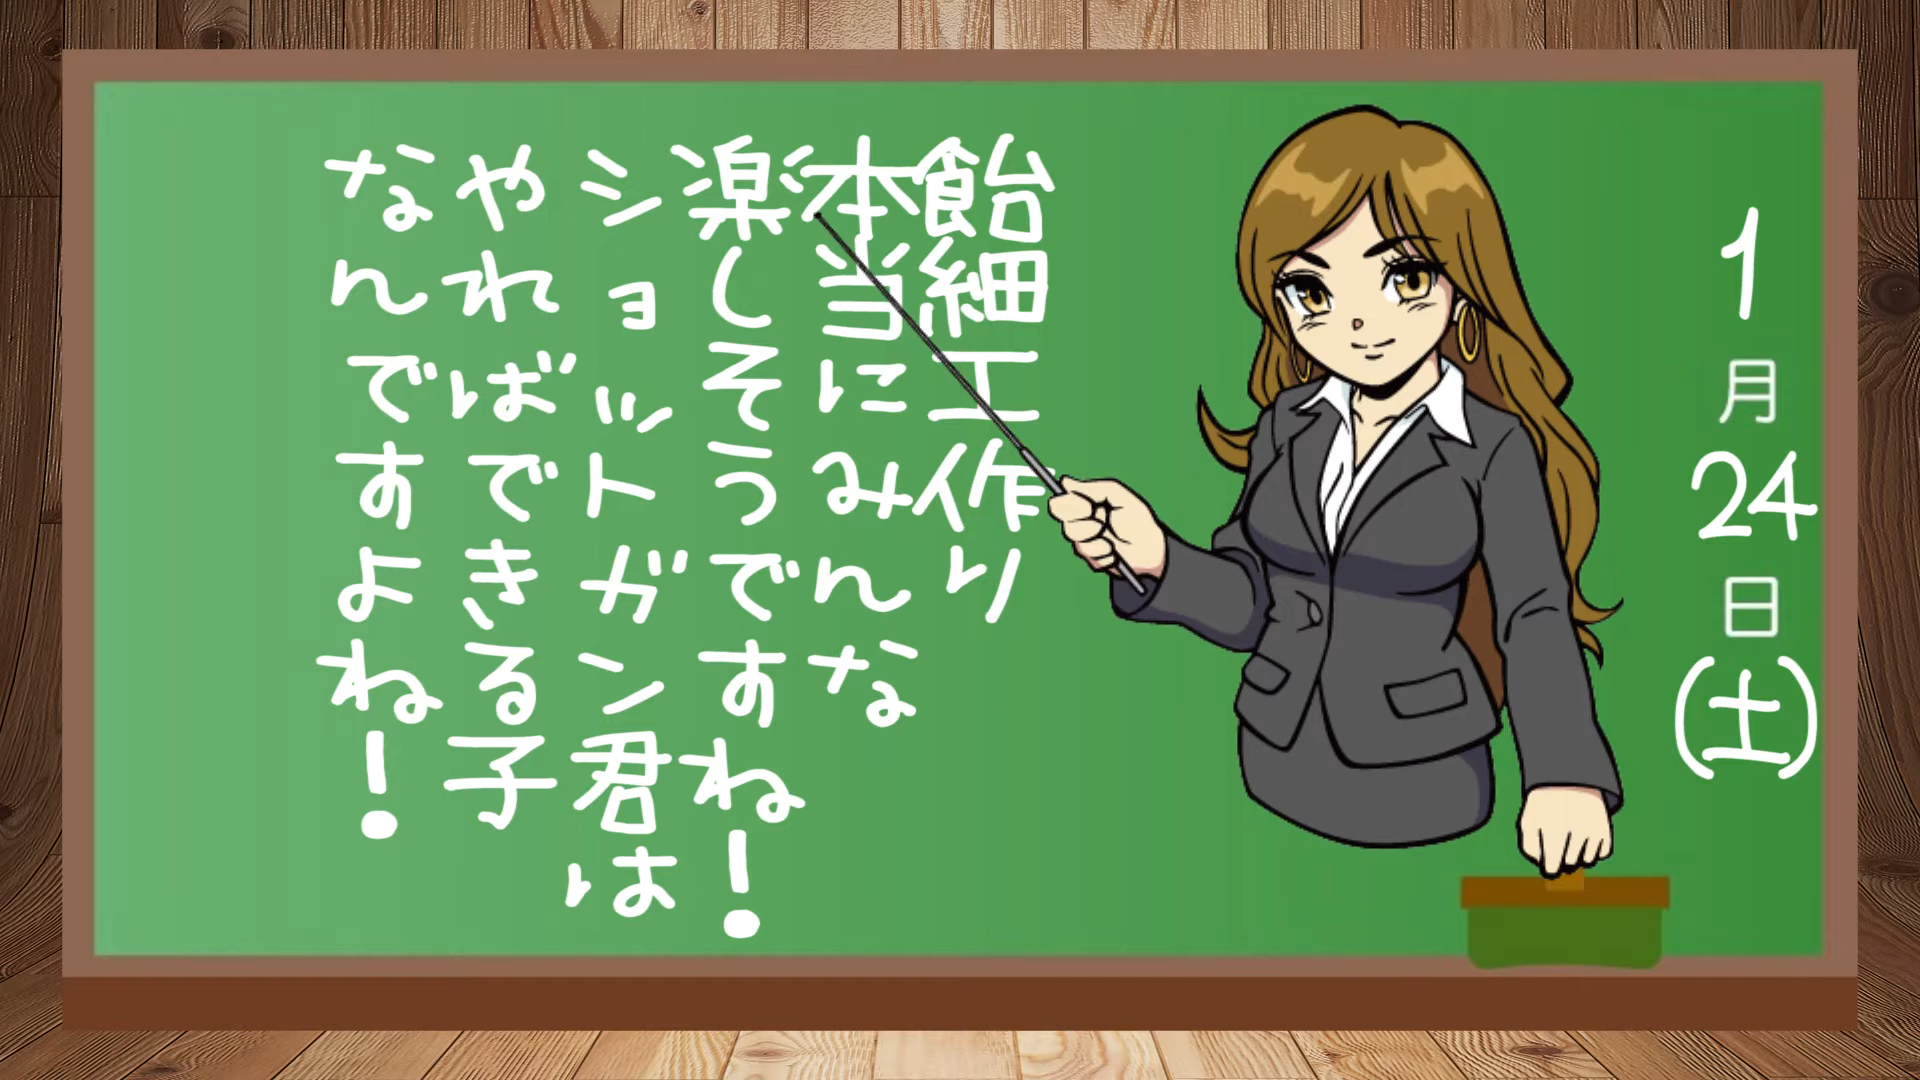 飴細工作り
本当にみんな
楽しそうですね！
ショットガン君は
やればできる子
なんですよね！
1月24日(土)